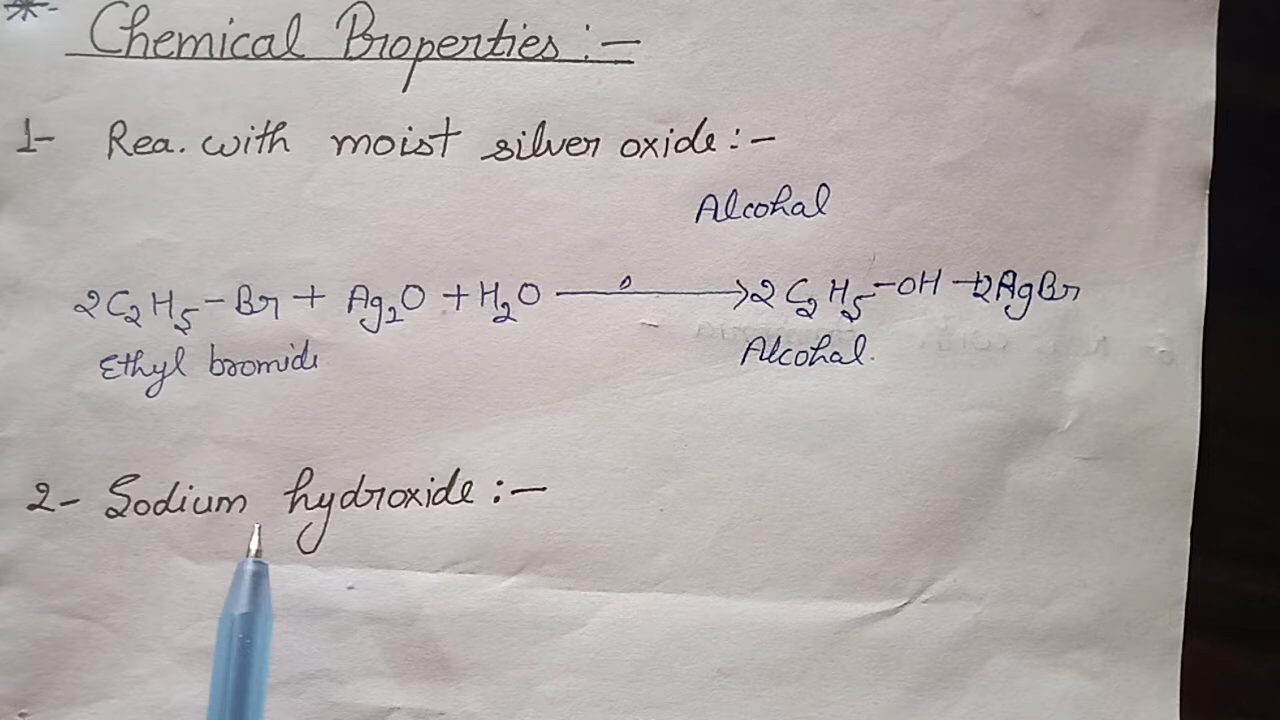 *- Chemical Properties :-
1- Rea. with moist silver oxide :-
Alcohal
2C₂H₅-Br + Ag₂O + H₂O ⟶ 2C₂H₅-OH + 2AgBr
Ethyl bromide Alcohal.
2- Sodium hydroxide :-